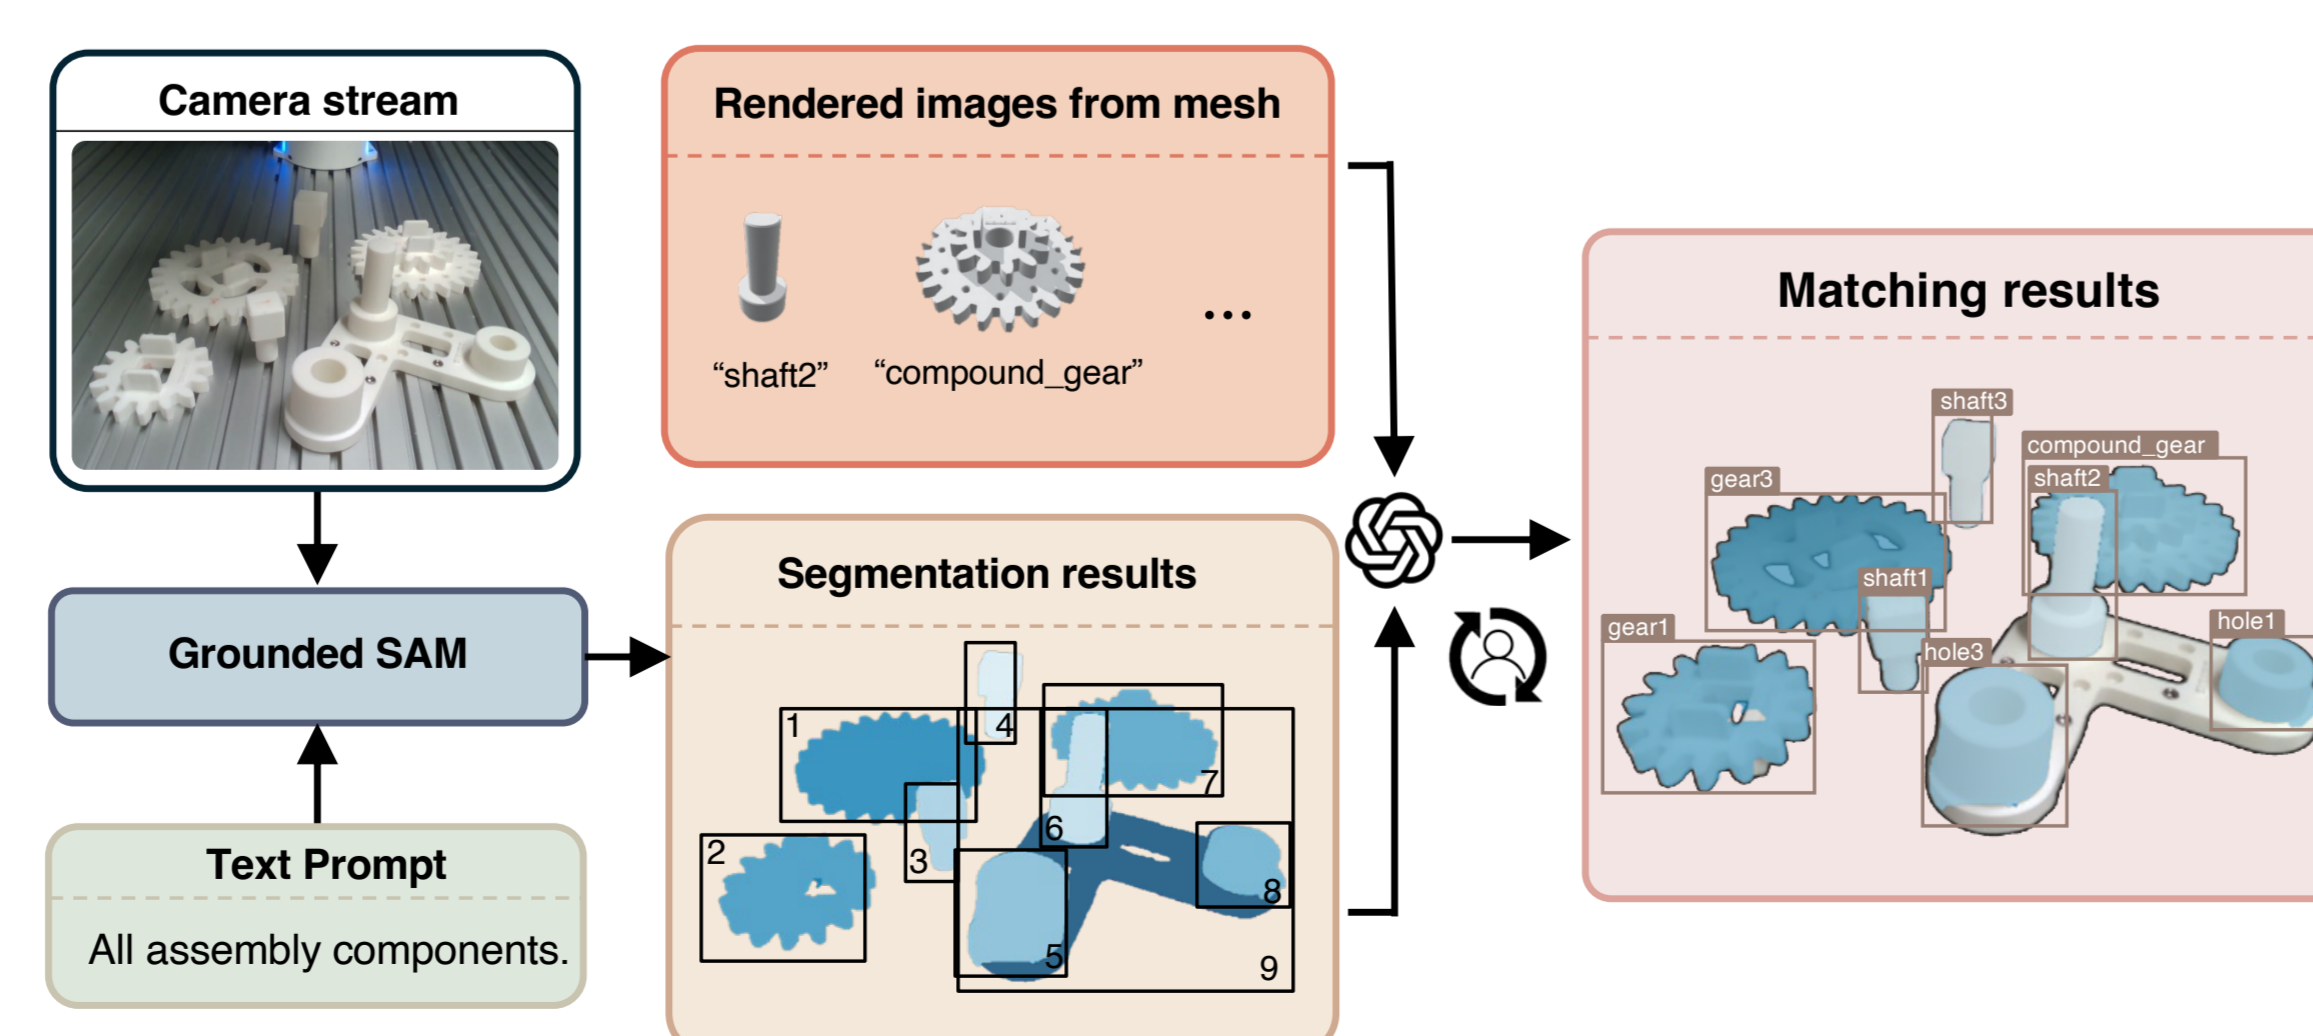 Camera stream
Grounded SAM
Text Prompt
All assembly components.
Rendered images from mesh
“shaft2”
“compound_gear”
...
Segmentation results
1
2
3
4
5
6
7
8
9
Matching results
shaft3
compound_gear
gear3
shaft2
shaft1
gear1
hole1
hole3